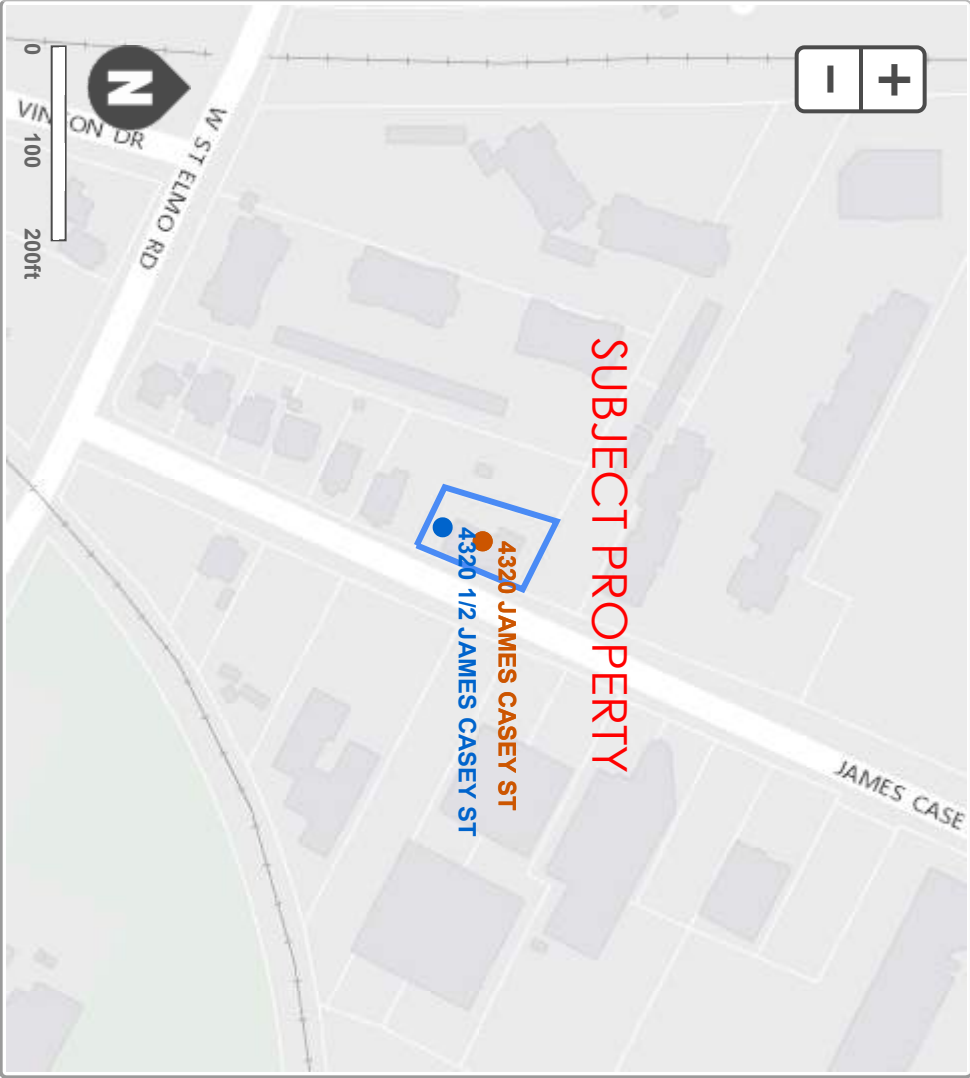 +
−
SUBJECT PROPERTY
4320 JAMES CASEY ST
4320 1/2 JAMES CASEY ST
JAMES CASE
W ST ELMO RD
VINSON DR
N
0 100 200ft